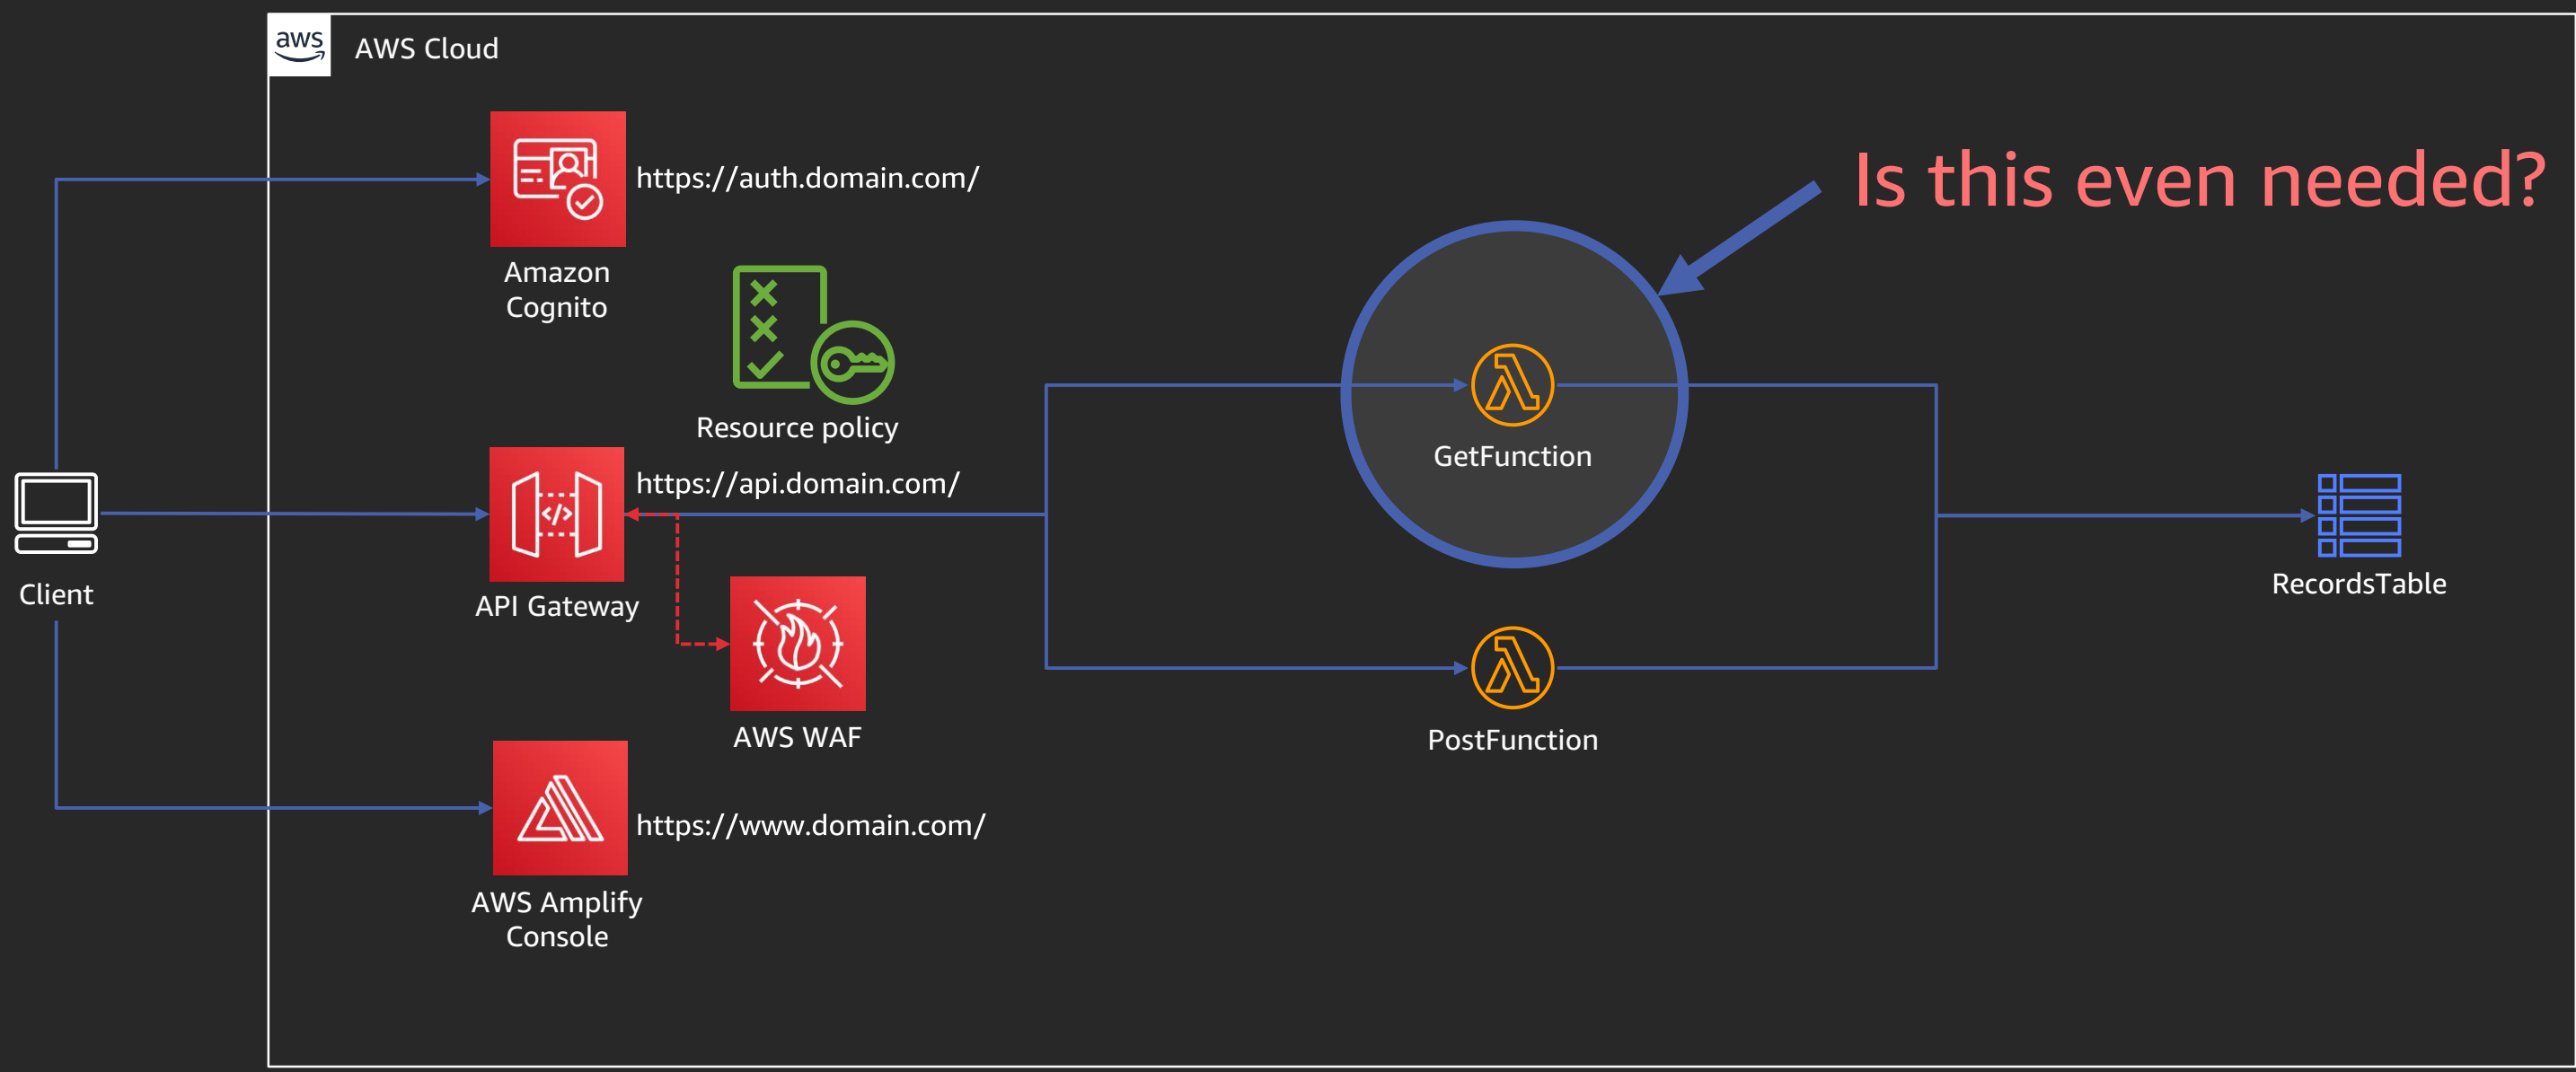 aws
AWS Cloud
https://auth.domain.com/
Is this even needed?
Amazon
Cognito
Resource policy
GetFunction
https://api.domain.com/
Client
API Gateway
</>
RecordsTable
AWS WAF
PostFunction
https://www.domain.com/
AWS Amplify
Console